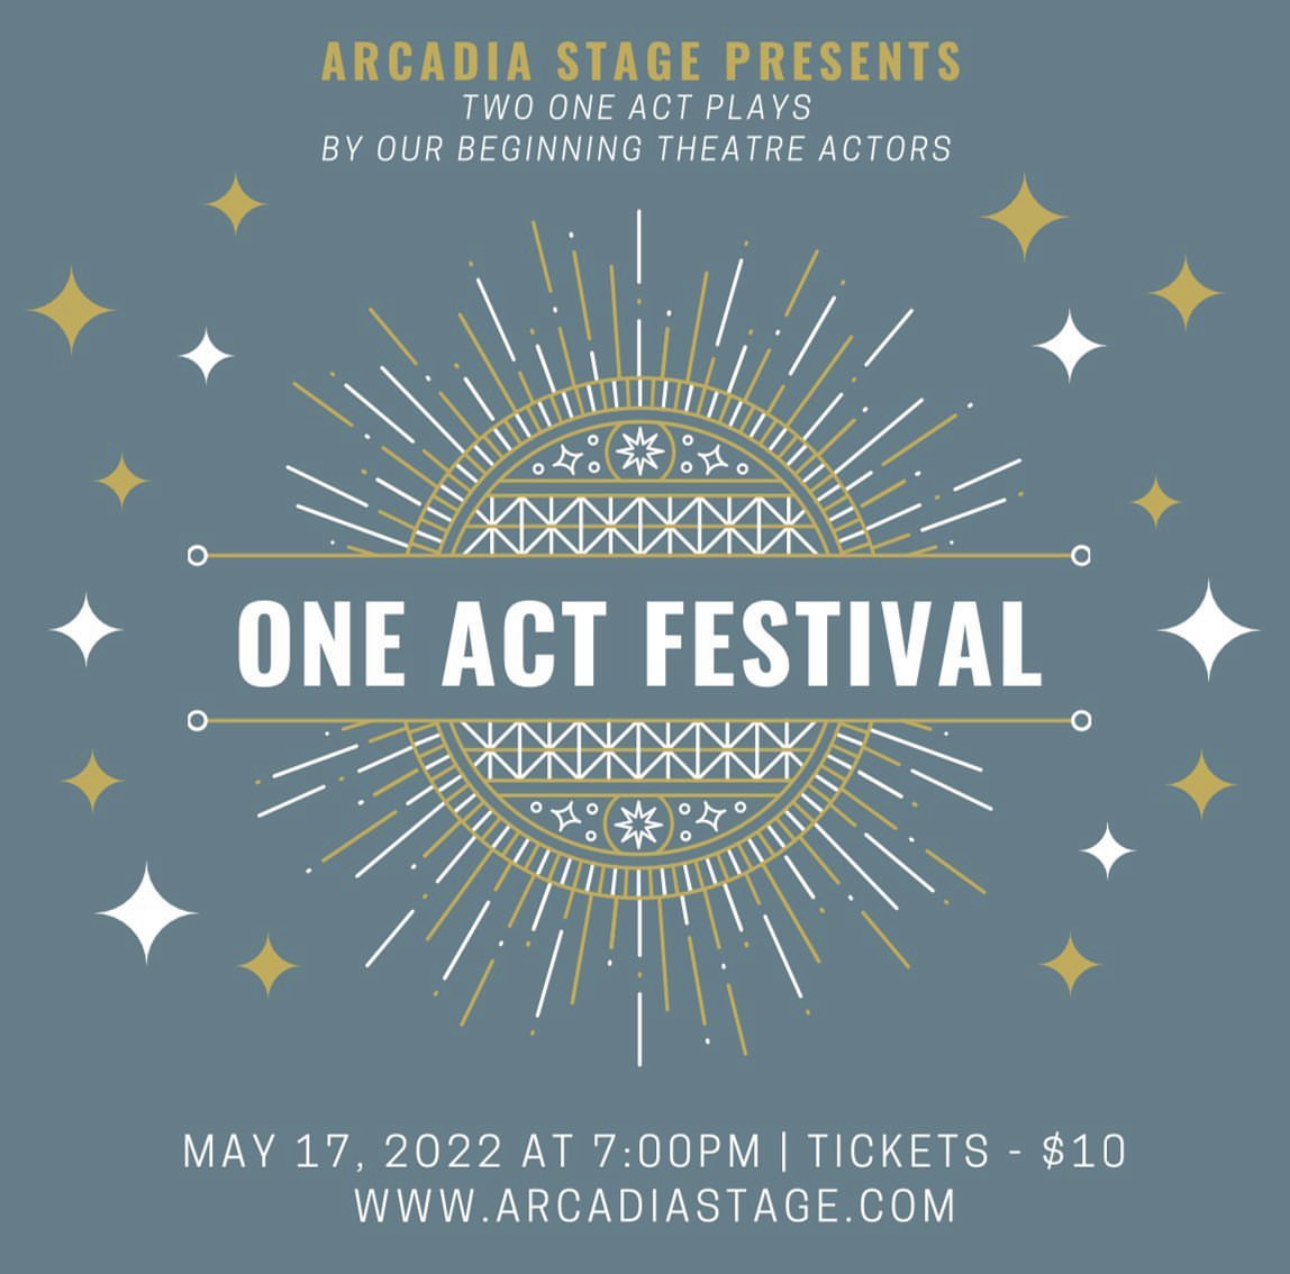 ARCADIA STAGE PRESENTS
TWO ONE ACT PLAYS
BY OUR BEGINNING THEATRE ACTORS
ONE ACT FESTIVAL
MAY 17, 2022 AT 7:00PM | TICKETS - $10
WWW.ARCADIASTAGE.COM